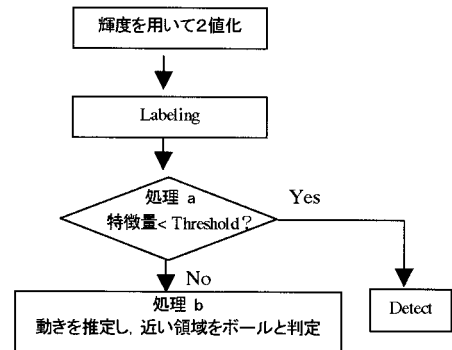 輝度を用いて2値化
Labeling
処理 a
特徴量< Threshold?
Yes
No
処理 b
動きを推定し, 近い領域をボールと判定
Detect